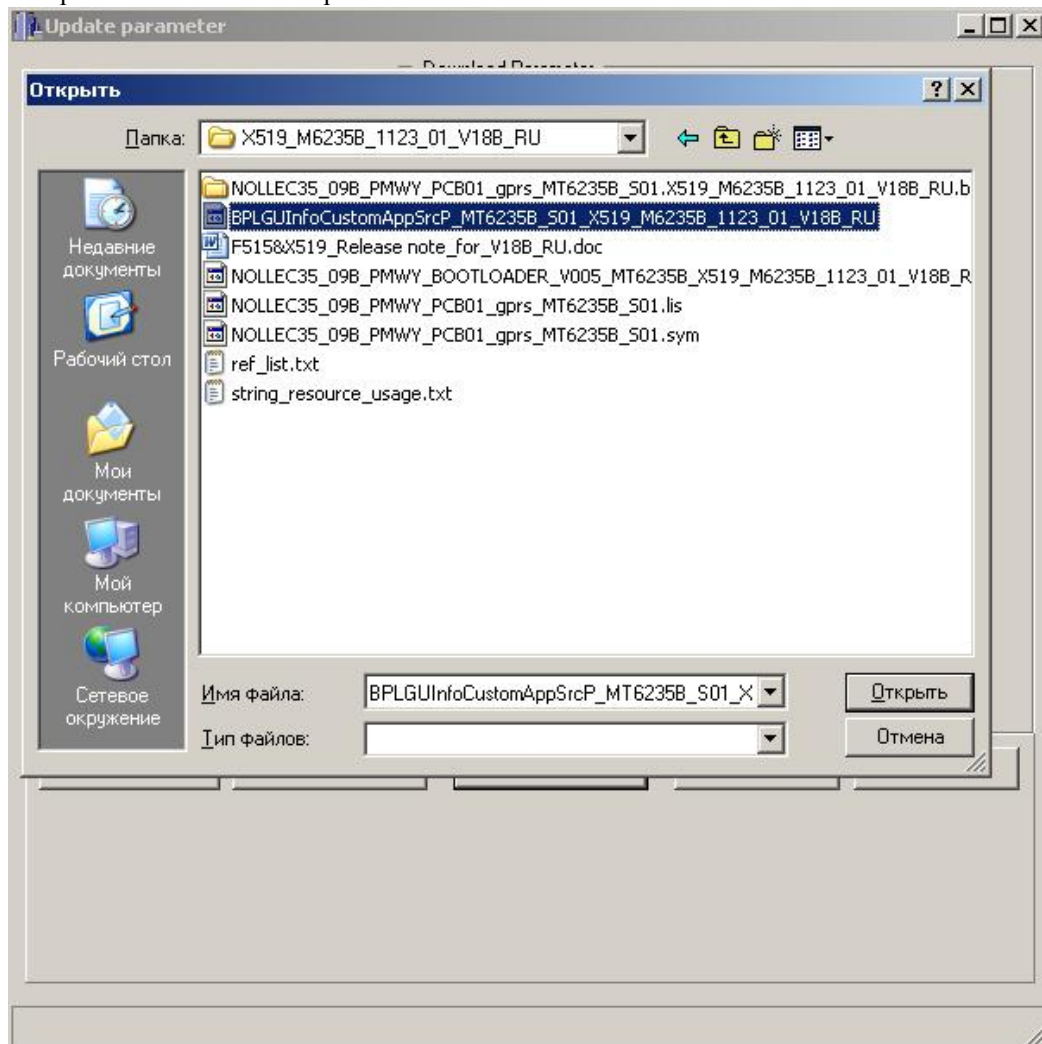 Update parameter
Download Parameter
Открыть
Папка:
X519_M6235B_1123_01_V18B_RU
NOLLEC35_09B_PMWY_PCB01_gprs_MT6235B_S01.X519_M6235B_1123_01_V18B_RU.b
BPLGUInfoCustomAppSrcP_MT6235B_S01_X519_M6235B_1123_01_V18B_RU
F515&X519_Release note_for_V18B_RU.doc
NOLLEC35_09B_PMWY_BOOTLOADER_V005_MT6235B_X519_M6235B_1123_01_V18B_R
NOLLEC35_09B_PMWY_PCB01_gprs_MT6235B_S01.lis
NOLLEC35_09B_PMWY_PCB01_gprs_MT6235B_S01.sym
ref_list.txt
string_resource_usage.txt
Недавние
документы
Рабочий стол
Мои
документы
Мой
компьютер
Сетевое
окружение
Имя файла:
BPLGUInfoCustomAppSrcP_MT6235B_S01_X
Открыть
Тип файлов:
Отмена